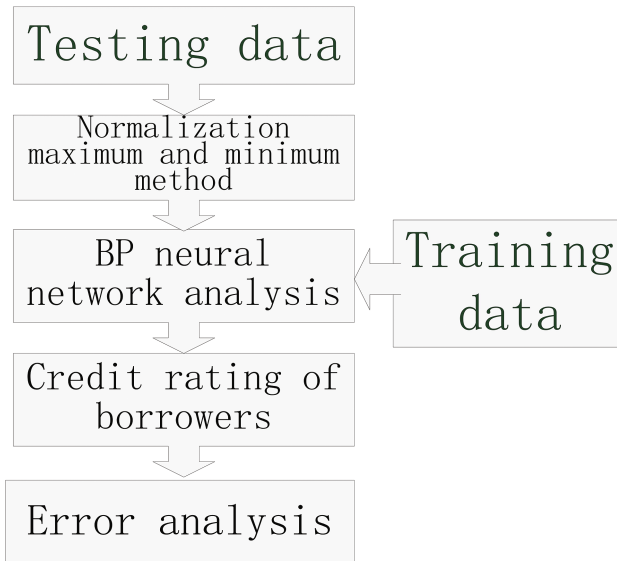 Testing data
Normalization
maximum and minimum
method
BP neural
network analysis
Training
data
Credit rating of
borrowers
Error analysis